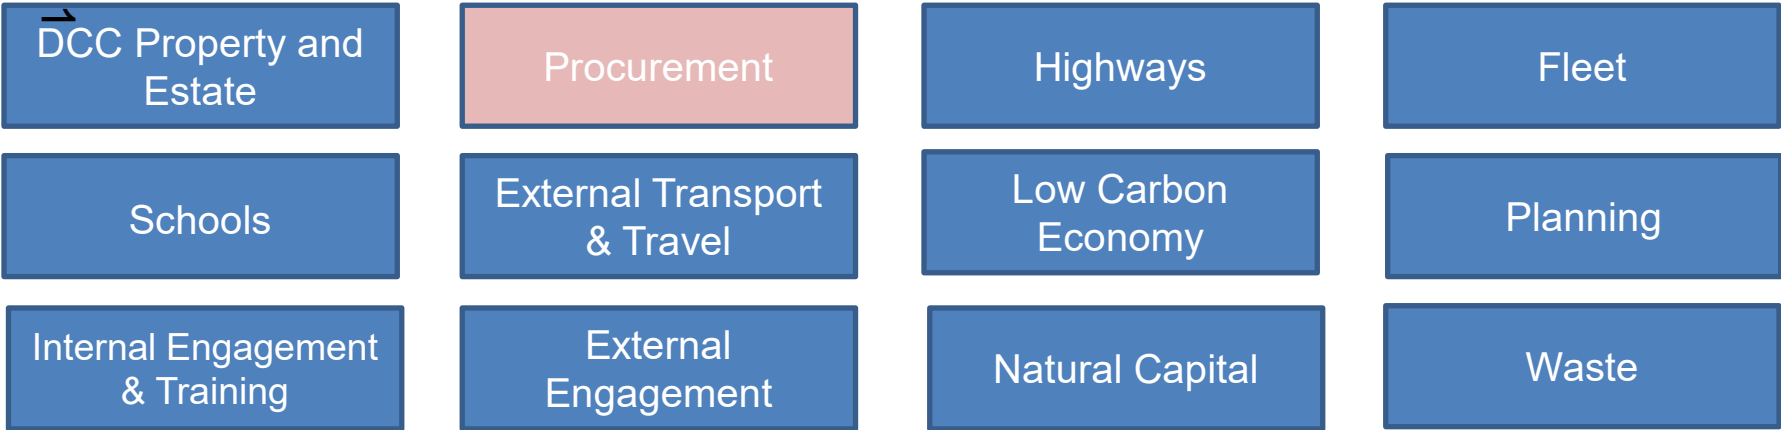 1
DCC Property and
Estate
Procurement
Highways
Fleet
Schools
External Transport
& Travel
Low Carbon
Economy
Planning
Internal Engagement
& Training
External
Engagement
Natural Capital
Waste